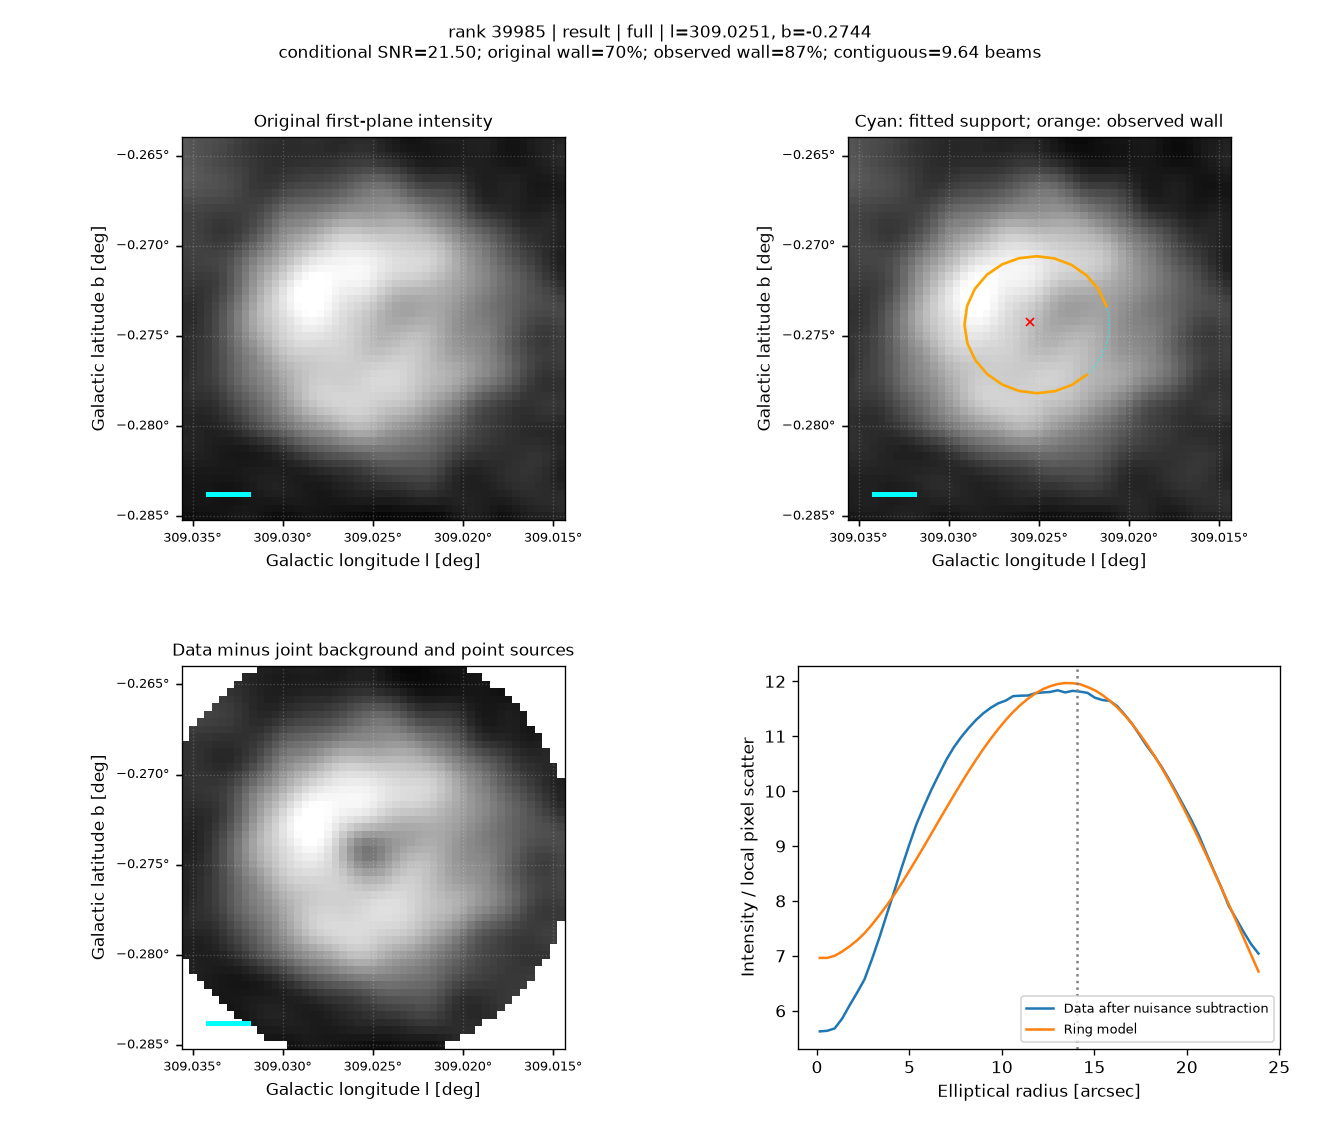 rank 39985 | result | full | l=309.0251, b=-0.2744
conditional SNR=21.50; original wall=70%; observed wall=87%; contiguous=9.64 beams
Original first-plane intensity
−0.265°
−0.270°
−0.275°
−0.280°
−0.285°
309.035°
309.030°
309.025°
309.020°
309.015°
Galactic longitude l [deg]
Galactic latitude b [deg]
Cyan: fitted support; orange: observed wall
−0.265°
−0.270°
−0.275°
−0.280°
−0.285°
309.035°
309.030°
309.025°
309.020°
309.015°
Galactic longitude l [deg]
Galactic latitude b [deg]
Data minus joint background and point sources
−0.265°
−0.270°
−0.275°
−0.280°
−0.285°
309.035°
309.030°
309.025°
309.020°
309.015°
Galactic longitude l [deg]
Galactic latitude b [deg]
12
11
10
9
8
7
6
0
5
10
15
20
25
Elliptical radius [arcsec]
Intensity / local pixel scatter
Data after nuisance subtraction
Ring model